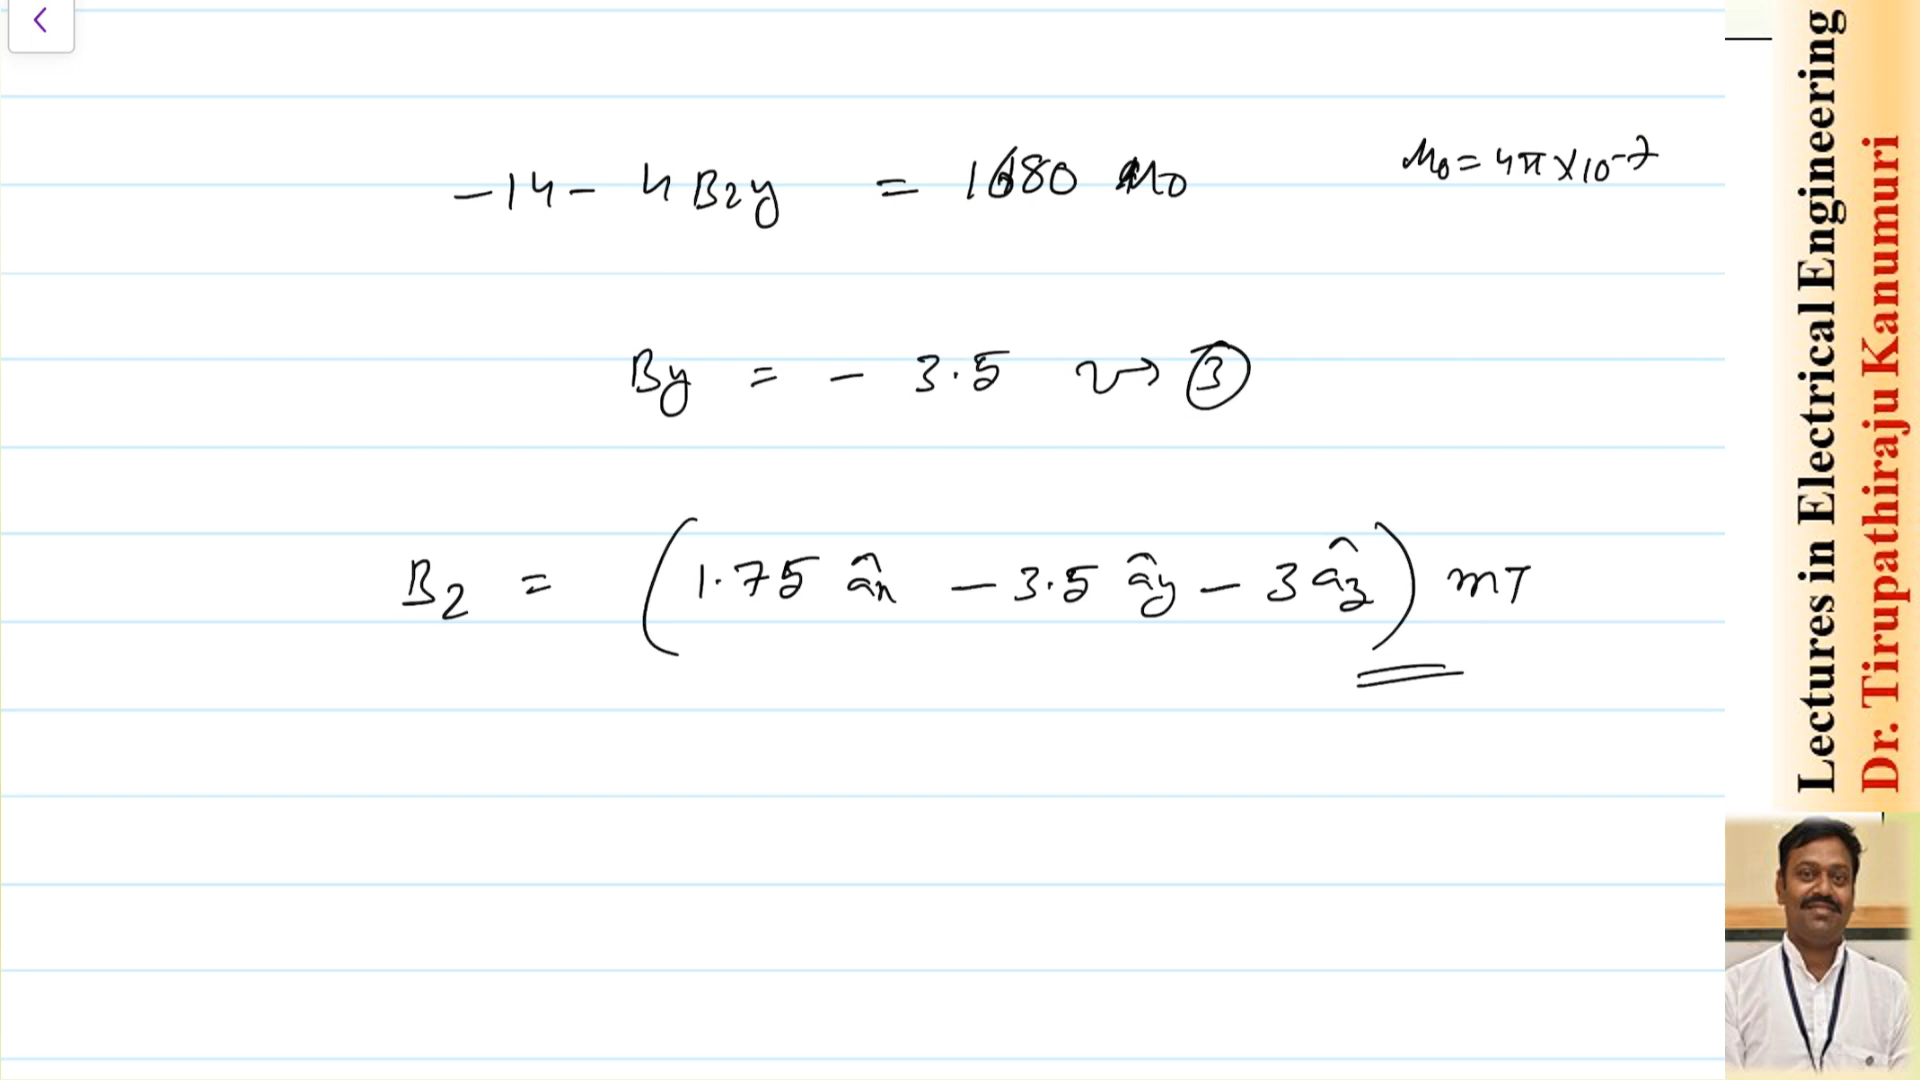 -14 - 4 B2y = 1680 μ0
μ0 = 4π×10⁻⁷
By = - 3.5 ↝ ③
B2 = (1.75 âx - 3.5 ây - 3 âz) mT
Lectures in Electrical Engineering
Dr. Tirupathiraju Kanumuri